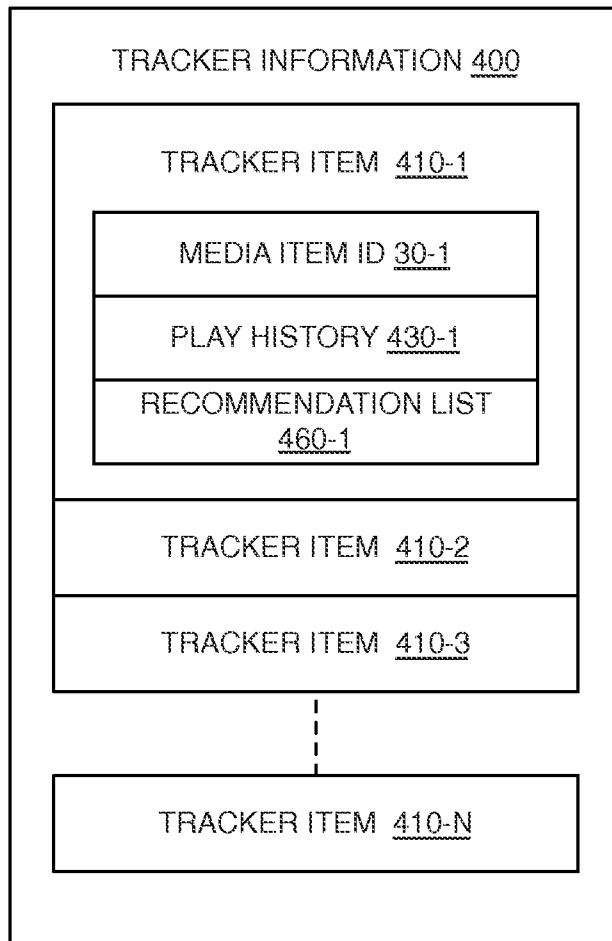 TRACKER INFORMATION 400
TRACKER ITEM 410-1
MEDIA ITEM ID 30-1
PLAY HISTORY 430-1
RECOMMENDATION LIST
460-1
TRACKER ITEM 410-2
TRACKER ITEM 410-3
TRACKER ITEM 410-N